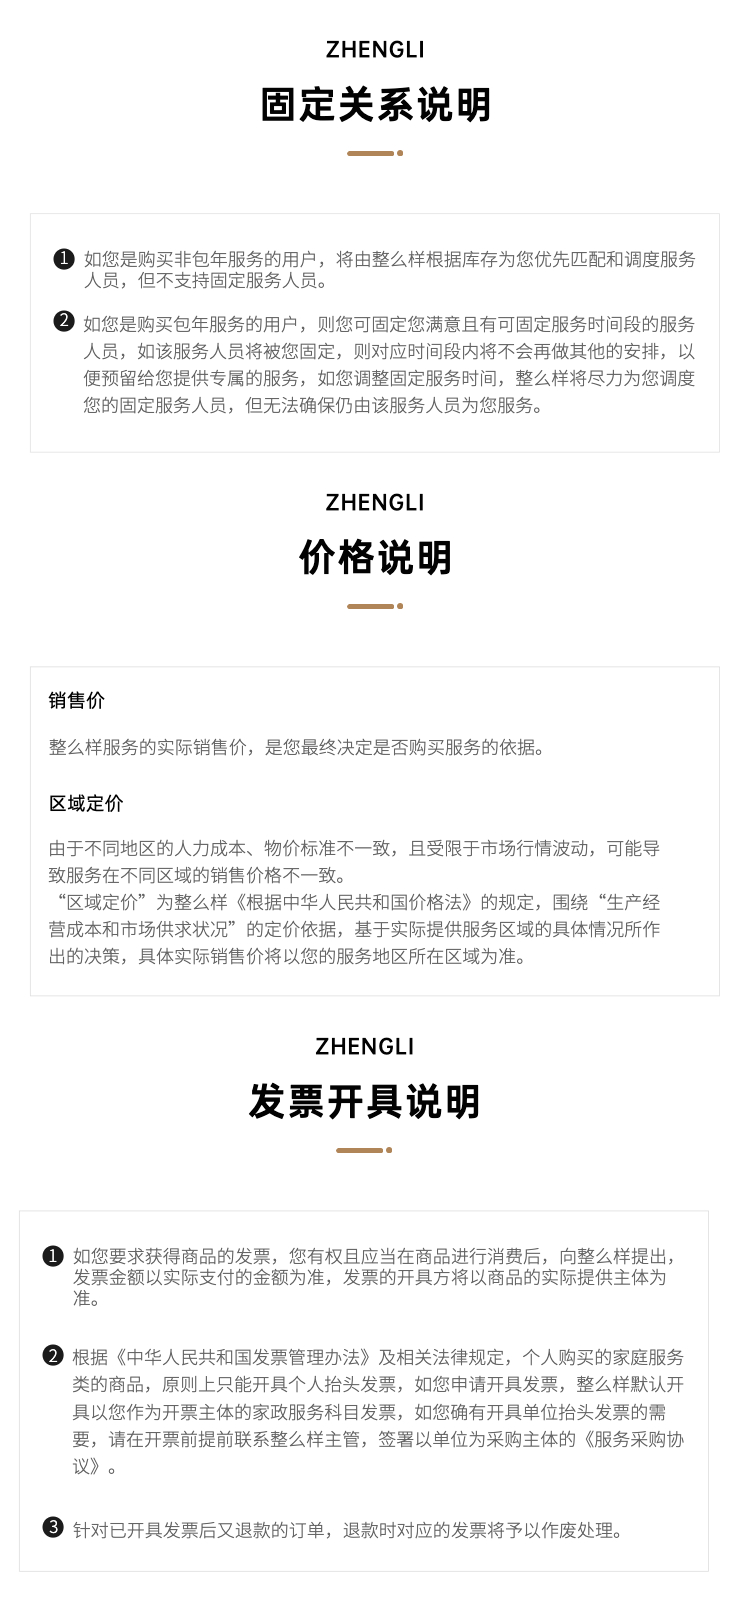 ZHENGLI
固定关系说明
1 如您是购买非包年服务的用户，将由整么样根据库存为您优先匹配和调度服务
人员，但不支持固定服务人员。
2 如您是购买包年服务的用户，则您可固定您满意且有可固定服务时间段的服务
人员，如该服务人员将被您固定，则对应时间段内将不会再做其他的安排，以
便预留给您提供专属的服务，如您调整固定服务时间，整么样将尽力为您调度
您的固定服务人员，但无法确保仍由该服务人员为您服务。
ZHENGLI
价格说明
销售价
整么样服务的实际销售价，是您最终决定是否购买服务的依据。
区域定价
由于不同地区的人力成本、物价标准不一致，且受限于市场行情波动，可能导
致服务在不同区域的销售价格不一致。
“区域定价”为整么样《根据中华人民共和国价格法》的规定，围绕“生产经
营成本和市场供求状况”的定价依据，基于实际提供服务区域的具体情况所作
出的决策，具体实际销售价将以您的服务地区所在区域为准。
ZHENGLI
发票开具说明
1 如您要求获得商品的发票，您有权且应当在商品进行消费后，向整么样提出，
发票金额以实际支付的金额为准，发票的开具方将以商品的实际提供主体为
准。
2 根据《中华人民共和国发票管理办法》及相关法律规定，个人购买的家庭服务
类的商品，原则上只能开具个人抬头发票，如您申请开具发票，整么样默认开
具以您作为开票主体的家政服务科目发票，如您确有开具单位抬头发票的需
要，请在开票前提前联系整么样主管，签署以单位为采购主体的《服务采购协
议》。
3 针对已开具发票后又退款的订单，退款时对应的发票将予以作废处理。